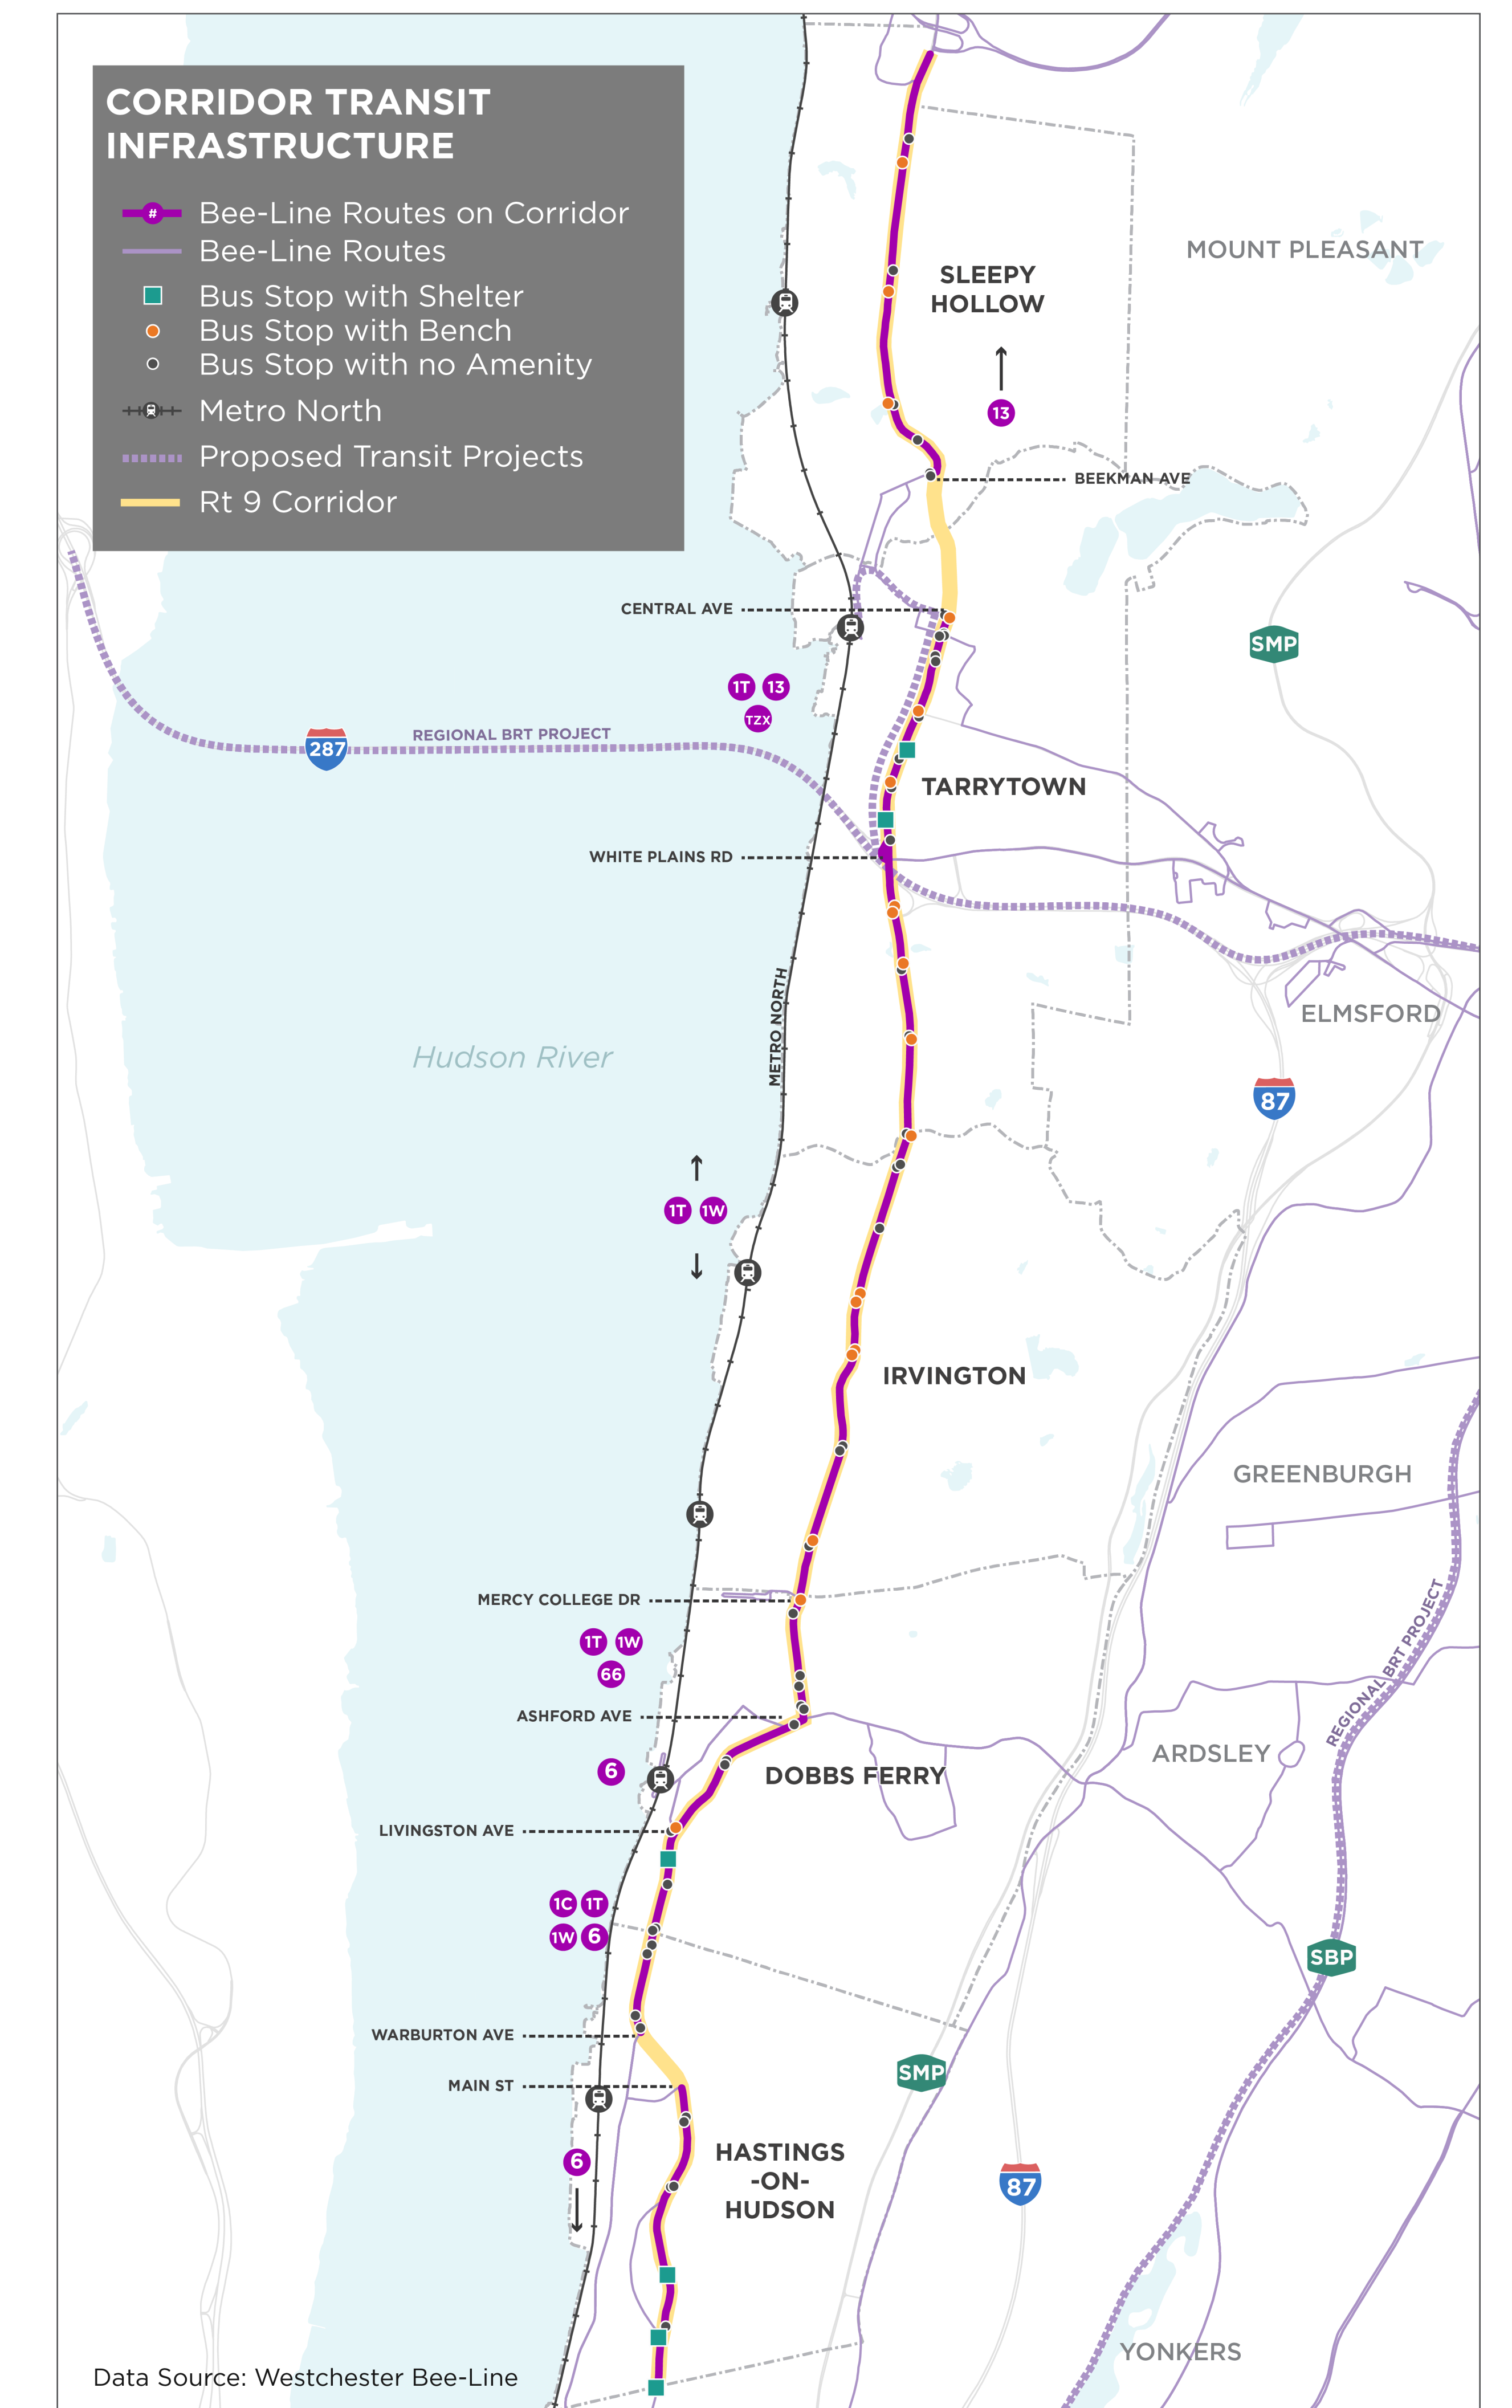 CORRIDOR TRANSIT
INFRASTRUCTURE
#
Bee-Line Routes on Corridor
Bee-Line Routes
Bus Stop with Shelter
Bus Stop with Bench
Bus Stop with no Amenity
Metro North
Proposed Transit Projects
Rt 9 Corridor
MOUNT PLEASANT
SLEEPY
HOLLOW
13
BEEKMAN AVE
CENTRAL AVE
SMP
1T 13
TZX
REGIONAL BRT PROJECT
287
TARRYTOWN
WHITE PLAINS RD
METRO NORTH
ELMSFORD
Hudson River
87
1T 1W
IRVINGTON
GREENBURGH
MERCY COLLEGE DR
1T 1W
66
REGIONAL BRT PROJECT
ASHFORD AVE
ARDSLEY
6
DOBBS FERRY
LIVINGSTON AVE
1C 1T
1W 6
SBP
WARBURTON AVE
SMP
MAIN ST
HASTINGS
-ON-
HUDSON
6
87
YONKERS
Data Source: Westchester Bee-Line